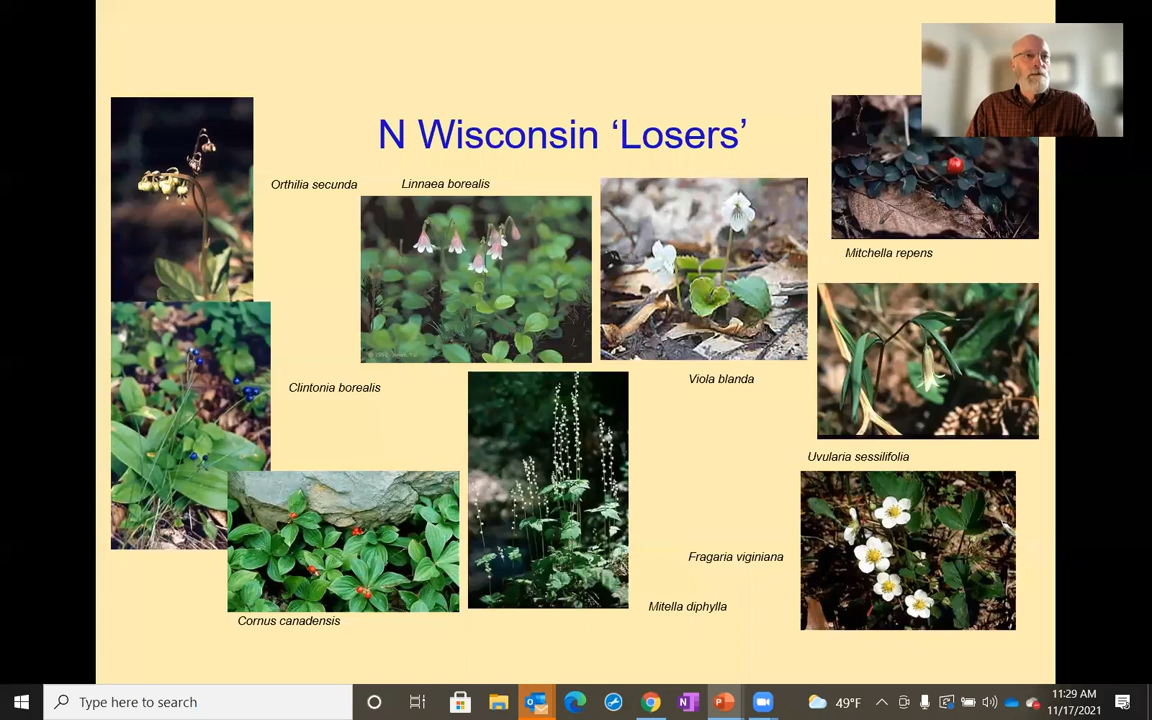 N Wisconsin ‘Losers’
Orthilia secunda
Linnaea borealis
Mitchella repens
Viola blanda
Clintonia borealis
Uvularia sessilifolia
Fragaria viginiana
Mitella diphylla
Cornus canadensis
Type here to search
49°F
11:29 AM
11/17/2021